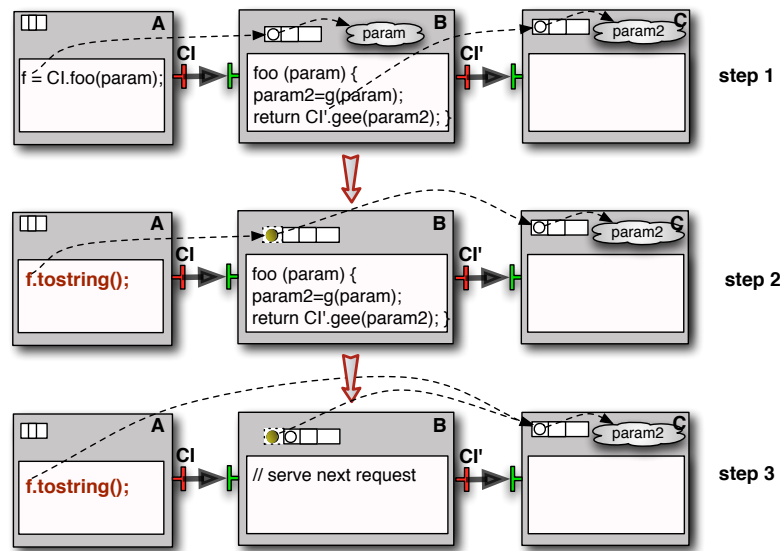 A
B
C
param
param2
CI
CI'
f = CI.foo(param);
foo (param) {
param2=g(param);
return CI'.gee(param2); }
step 1
A
B
C
param2
CI
CI'
f.tostring();
foo (param) {
param2=g(param);
return CI'.gee(param2); }
step 2
A
B
C
param2
CI
CI'
f.tostring();
// serve next request
step 3